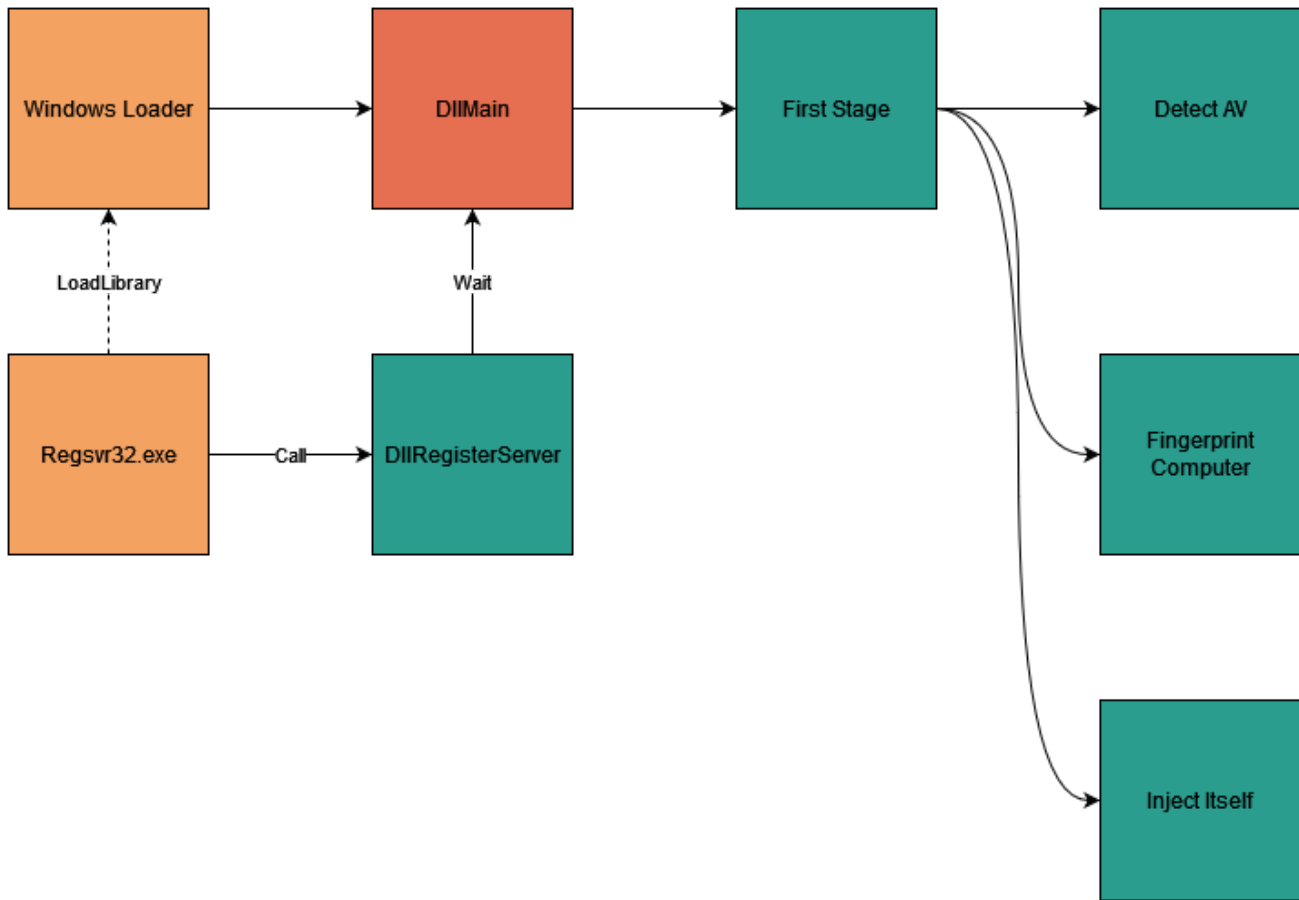 Windows Loader
DllMain
First Stage
Detect AV
LoadLibrary
Wait
Regsvr32.exe
Call
DllRegisterServer
Fingerprint
Computer
Inject Itself